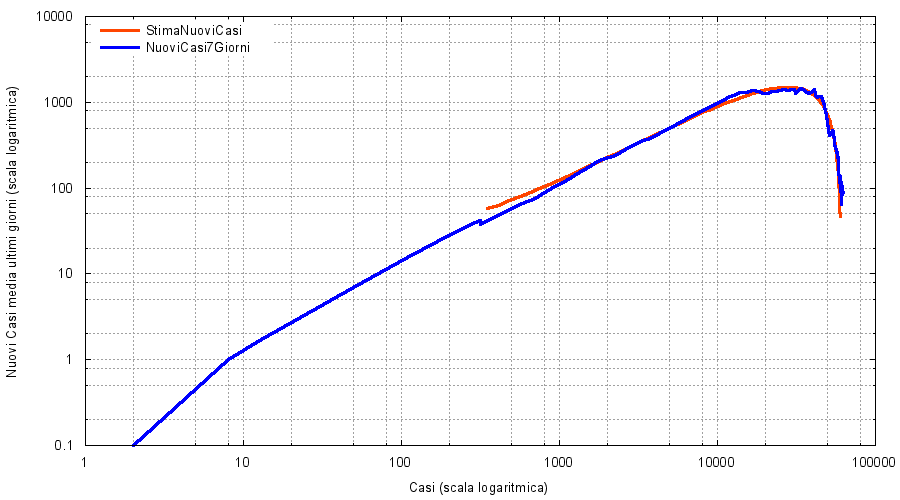 10000
1000
100
10
1
0.1
StimaNuoviCasi
NuoviCasi7Giorni
Nuovi Casi media ultimi giorni (scala logaritmica)
1 10 100 1000 10000 100000
Casi (scala logaritmica)